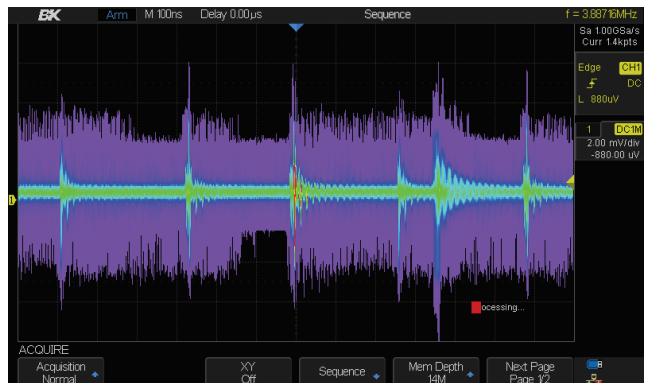 BK Arm M 100ns Delay 0.00µs Sequence f = 3.88716MHz
Sa 1.00GSa/s
Curr 1.4kpts
Edge CH1
DC
L 880uV
1 DC1M
2.00 mV/div
-880.00 uV
1
ocessing...
ACQUIRE
Acquisition XY Sequence Mem Depth Next Page
Normal Off 14M Page 1/2
B